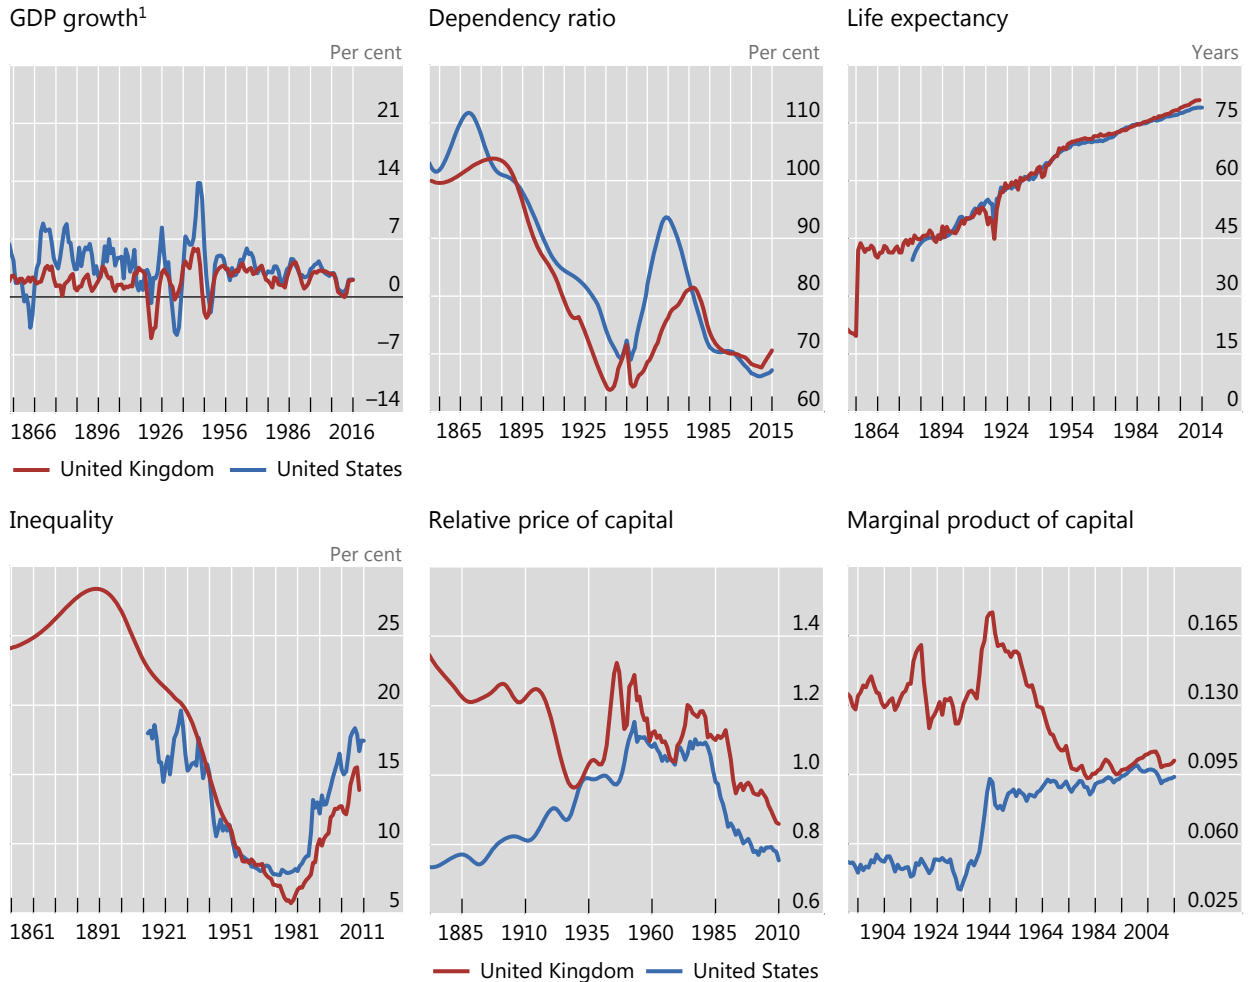 GDP growth¹ Dependency ratio Life expectancy
Per cent Per cent Years
21 110 75
14 100 60
7 90 45
0 80 30
–7 70 15
–14 60 0
1866 1896 1926 1956 1986 2016 1865 1895 1925 1955 1985 2015 1864 1894 1924 1954 1984 2014
United Kingdom United States
Inequality Relative price of capital Marginal product of capital
Per cent
25 1.4 0.165
20 1.2 0.130
15 1.0 0.095
10 0.8 0.060
5 0.6 0.025
1861 1891 1921 1951 1981 2011 1885 1910 1935 1960 1985 2010 1904 1924 1944 1964 1984 2004
United Kingdom United States